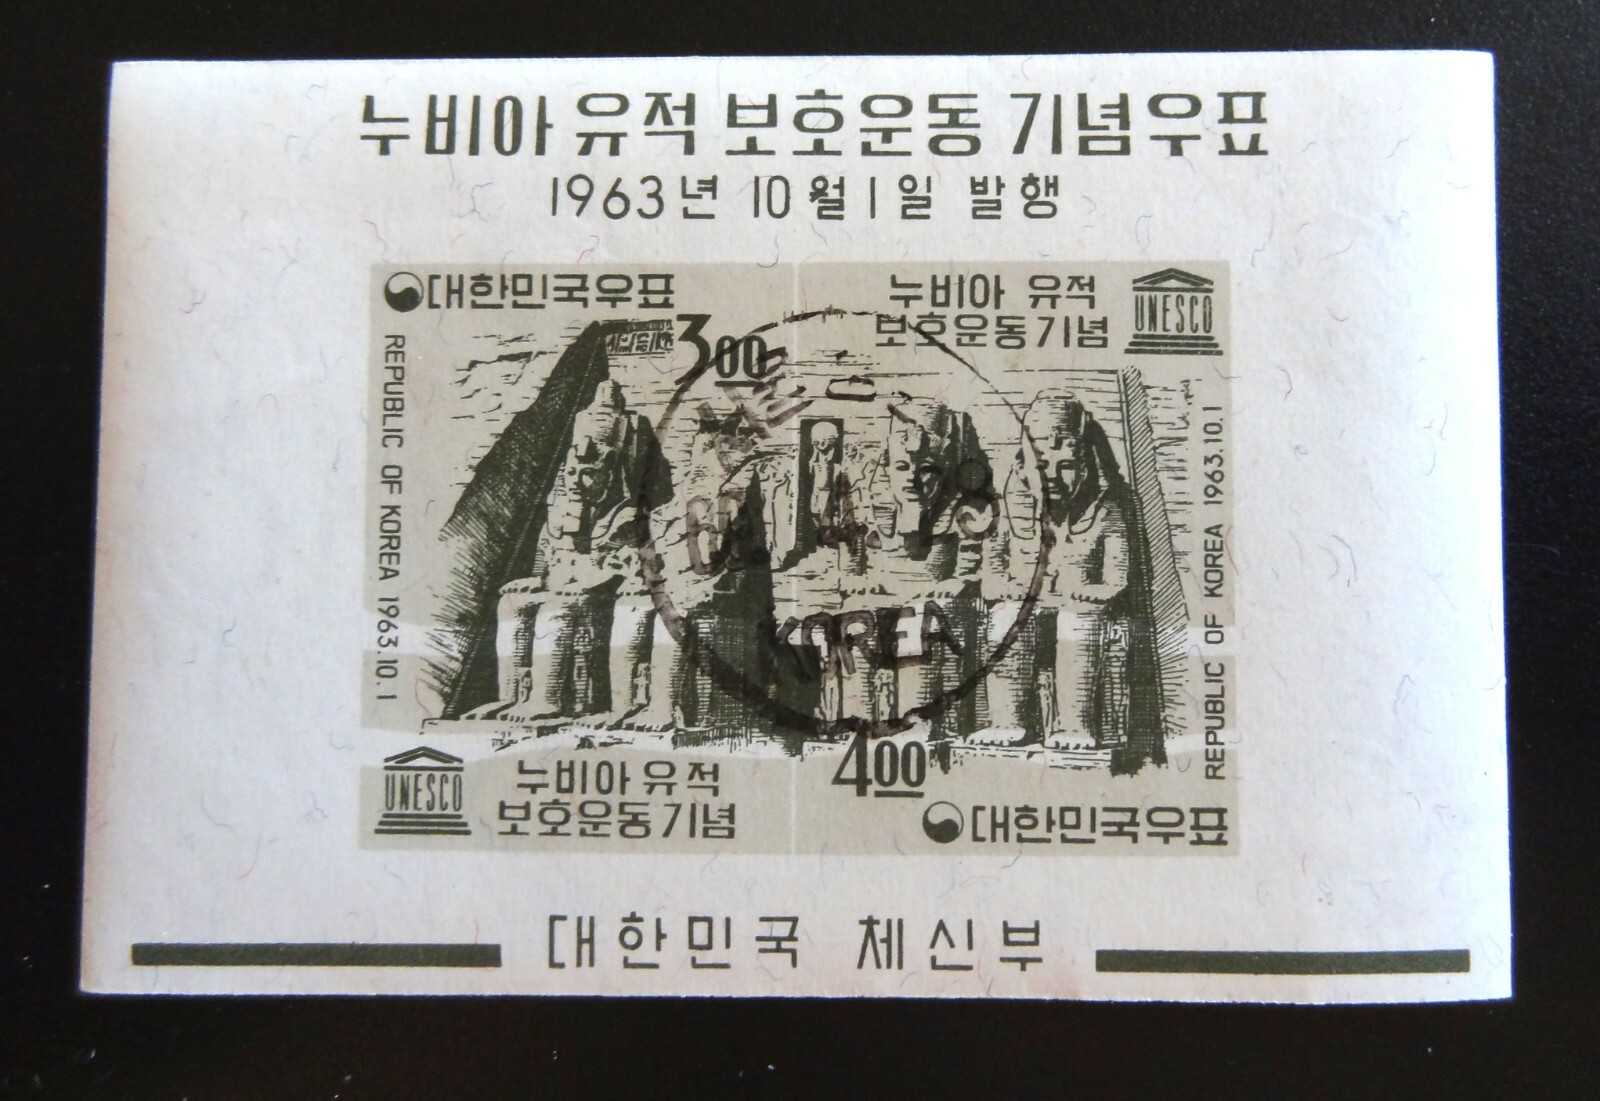 누비아 유적 보호운동 기념우표
1963년 10월 1일 발행
대한민국우표
3.00
REPUBLIC OF KOREA 1963.10.1
UNESCO
누비아 유적
보호운동기념
누비아 유적
보호운동기념
UNESCO
REPUBLIC OF KOREA 1963.10.1
4.00
대한민국우표
4. 28
KOREA
대한민국 체신부